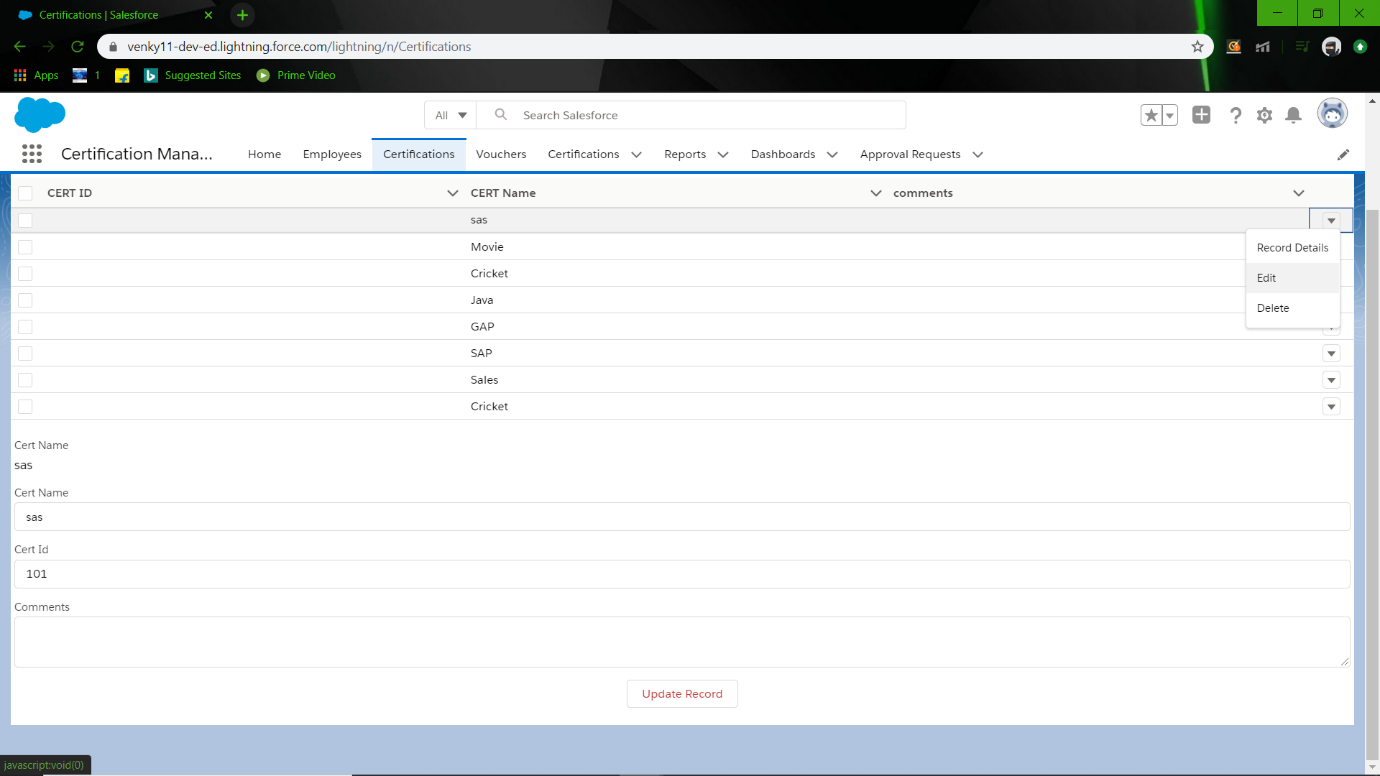 Certifications | Salesforce
venky11-dev-ed.lightning.force.com/lightning/n/Certifications
Apps 1 Suggested Sites Prime Video
All Search Salesforce
Certification Mana... Home Employees Certifications Vouchers Certifications Reports Dashboards Approval Requests
CERT ID CERT Name comments
sas
Movie
Record Details
Cricket
Edit
Java
Delete
GAP
SAP
Sales
Cricket
Cert Name
sas
Cert Name
sas
Cert Id
101
Comments
Update Record
javascript:void(0)